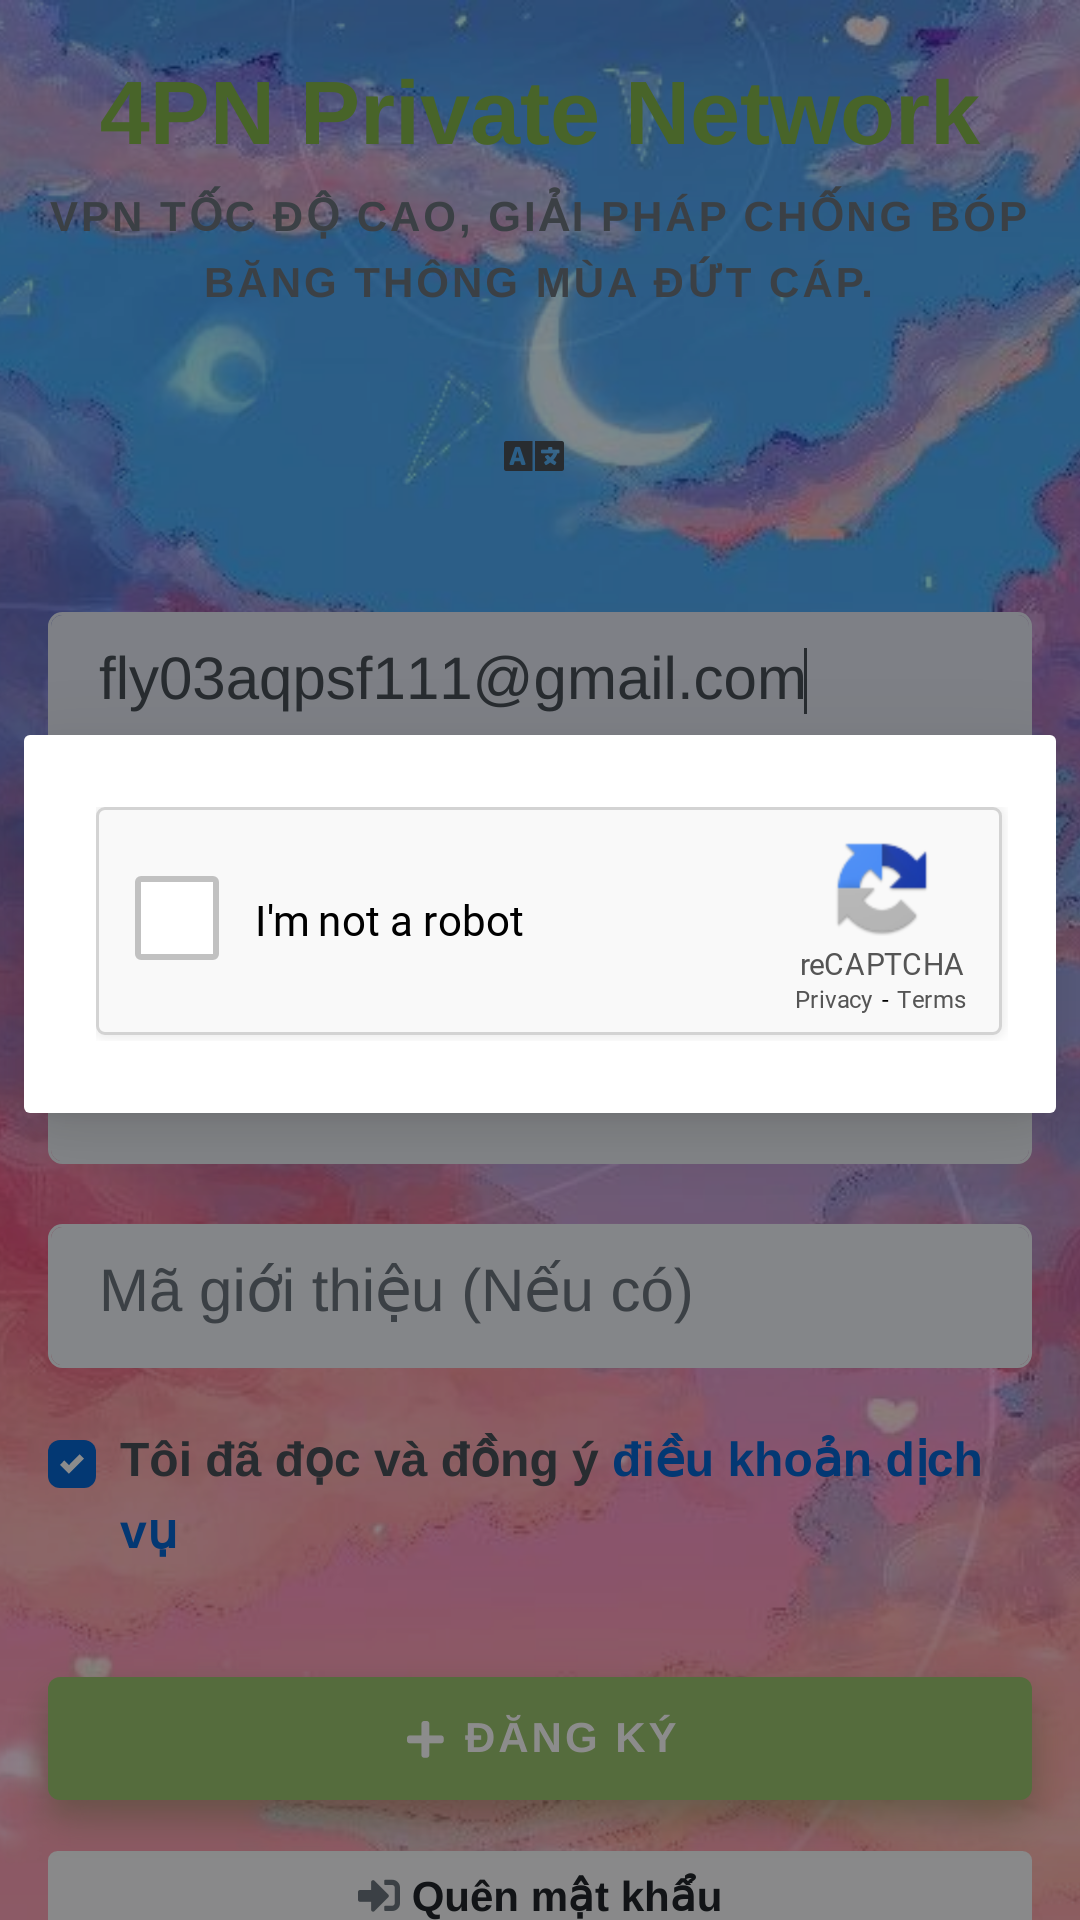 4PN Private Network
VPN TỐC ĐỘ CAO, GIẢI PHÁP CHỐNG BÓP
BĂNG THÔNG MÙA ĐỨT CÁP.
A 文
fly03aqpsf111@gmail.com
I'm not a robot
reCAPTCHA
Privacy - Terms
Mã giới thiệu (Nếu có)
Tôi đã đọc và đồng ý điều khoản dịch
vụ
ĐĂNG KÝ
Quên mật khẩu